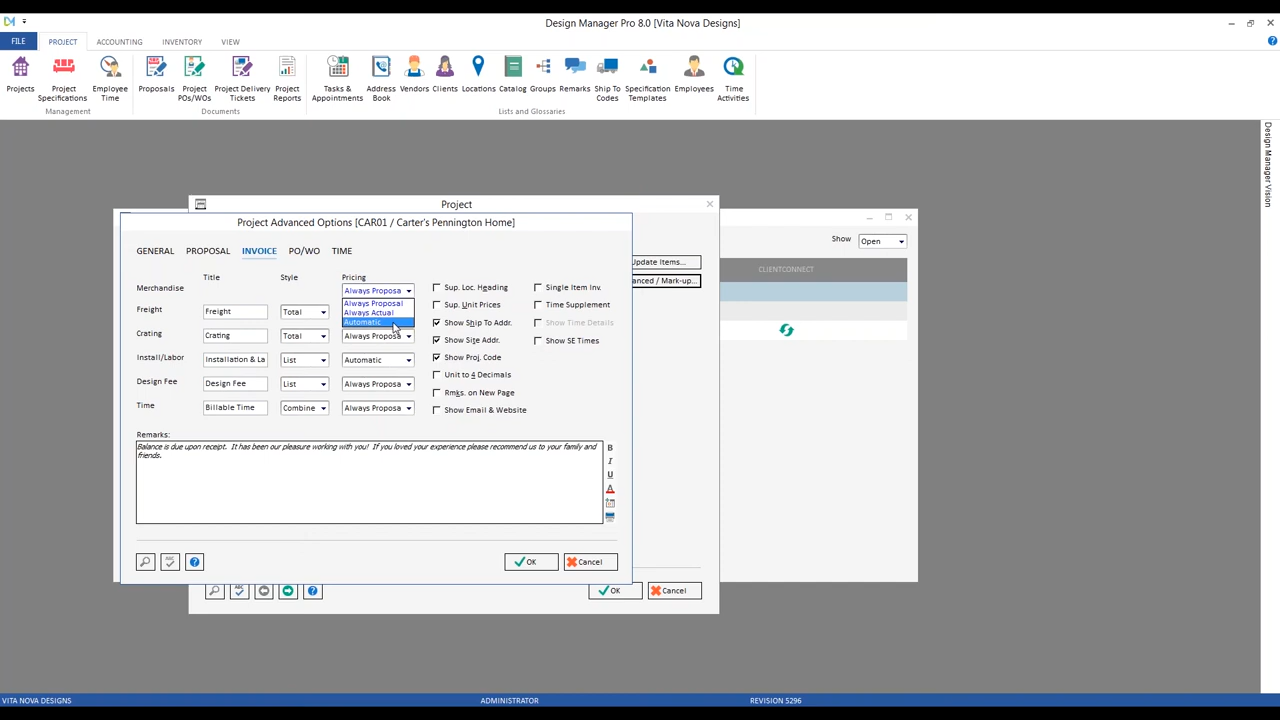 Design Manager Pro 8.0 [Vita Nova Designs]
FILE PROJECT ACCOUNTING INVENTORY VIEW
Projects
Project Specifications
Employee Time
Proposals
Project POs/WOs
Project Delivery Tickets
Project Reports
Tasks & Appointments
Address Book
Vendors
Clients
Locations
Catalog
Groups
Remarks
Ship To Codes
Specification Templates
Employees
Time Activities
Management
Documents
Lists and Glossaries
Design Manager Vision
Project
Show Open
CLIENTCONNECT
Update Items...
anced / Mark-up...
Project Advanced Options [CAR01 / Carter's Pennington Home]
GENERAL PROPOSAL INVOICE PO/WO TIME
Title Style Pricing
Merchandise Always Proposa
Always Proposal
Always Actual
Automatic
Freight Freight Total
Crating Crating Total Always Proposa
Install/Labor Installation & La List Automatic
Design Fee Design Fee List Always Proposa
Time Billable Time Combine Always Proposa
Sup. Loc. Heading
Sup. Unit Prices
Show Ship To Addr.
Show Site Addr.
Show Proj. Code
Unit to 4 Decimals
Rmks. on New Page
Show Email & Website
Single Item Inv.
Time Supplement
Show Time Details
Show SE Times
Remarks:
Balance is due upon receipt. It has been our pleasure working with you! If you loved your experience please recommend us to your family and
friends.
B
I
U
A
ABC
? OK Cancel
? OK Cancel
VITA NOVA DESIGNS ADMINISTRATOR REVISION 5296